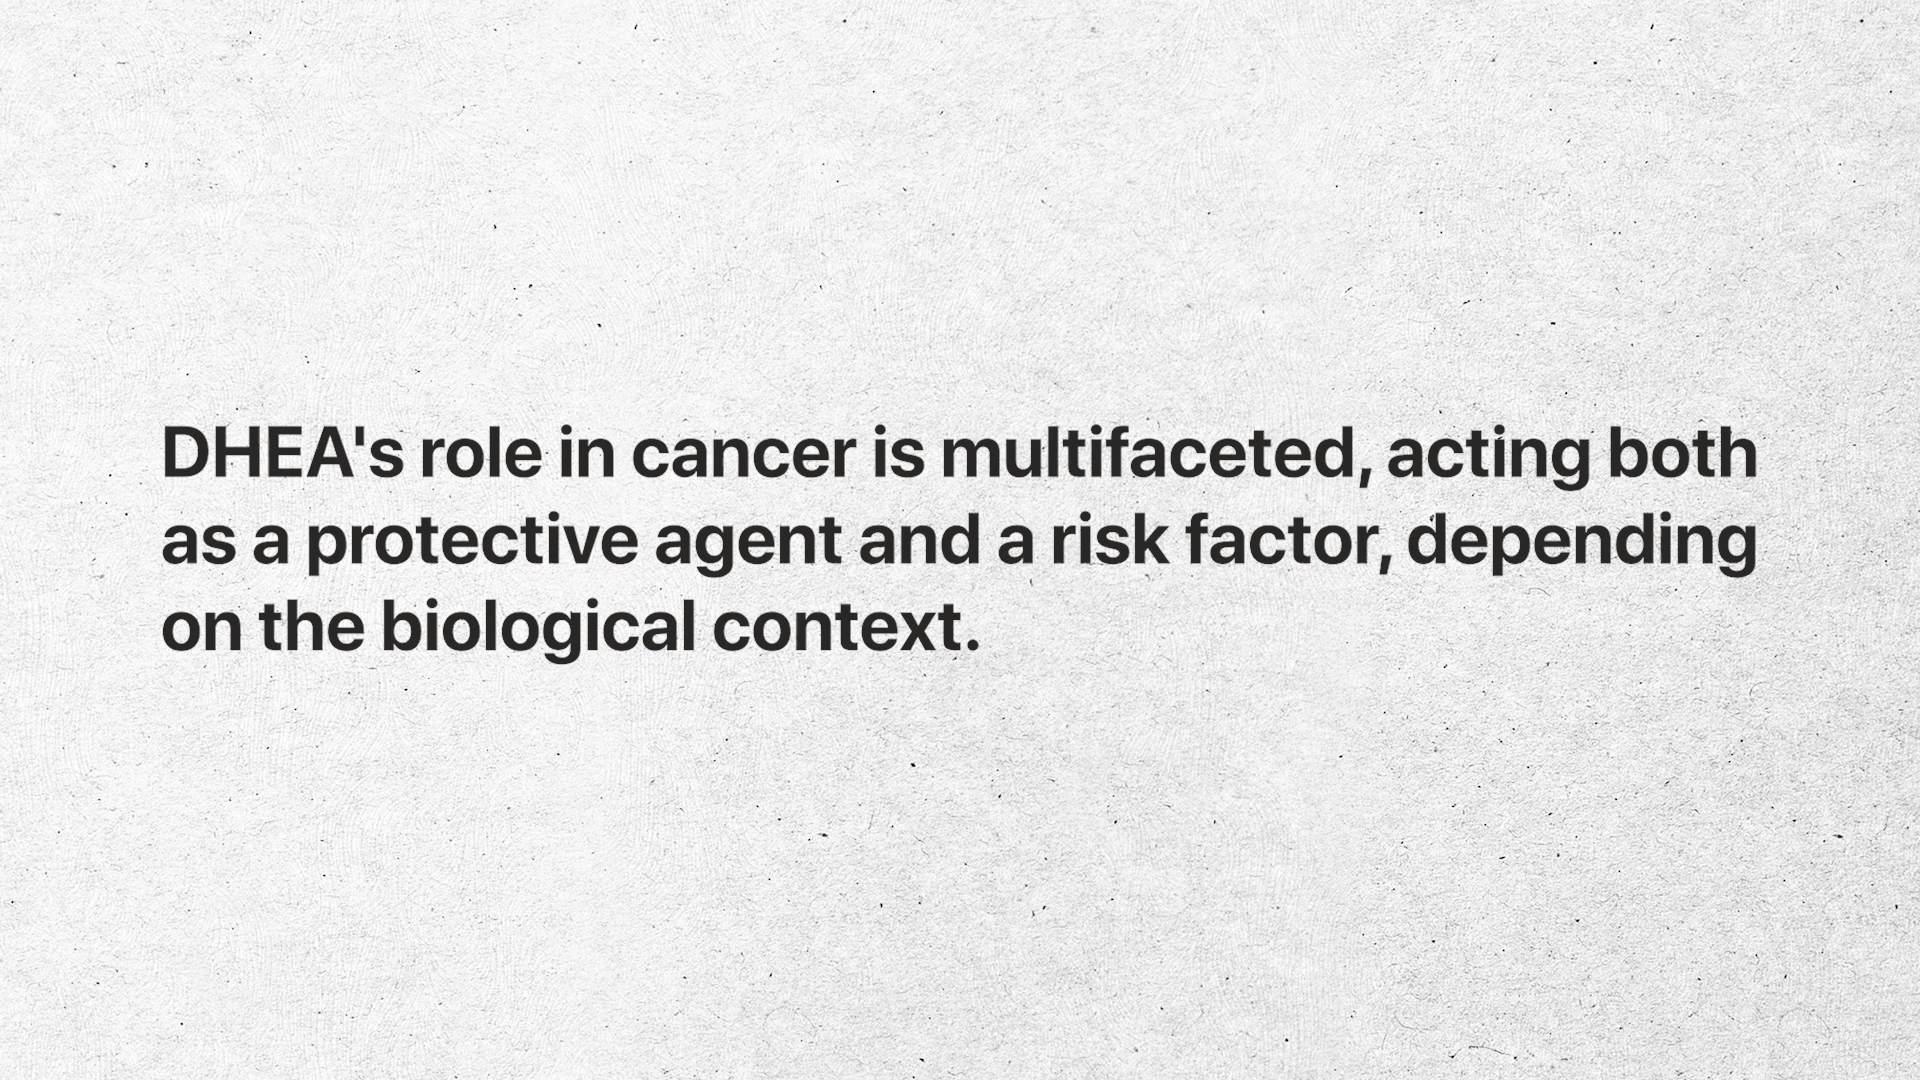 DHEA's role in cancer is multifaceted, acting both
as a protective agent and a risk factor, depending
on the biological context.